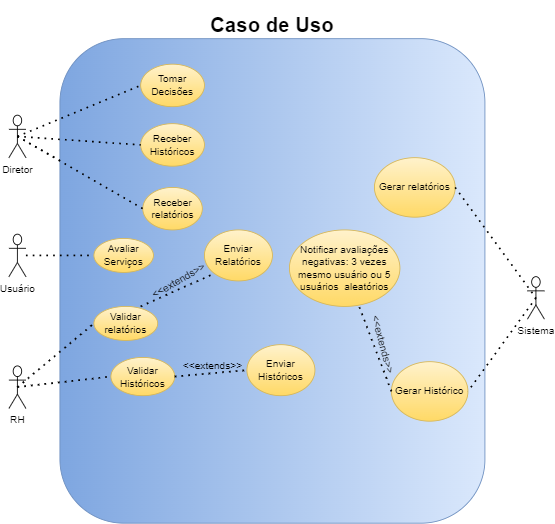 Caso de Uso
Tomar
Decisões
Receber
Históricos
Diretor
Receber
relatórios
Gerar relatórios
Avaliar
Serviços
Usuário
Enviar
Relatórios
Notificar avaliações
negativas: 3 vezes
mesmo usuário ou 5
usuários aleatórios
<<extends>>
Validar
relatórios
Sistema
<<extends>>
Validar
Históricos
<<extends>>
Enviar
Históricos
Gerar Histórico
RH